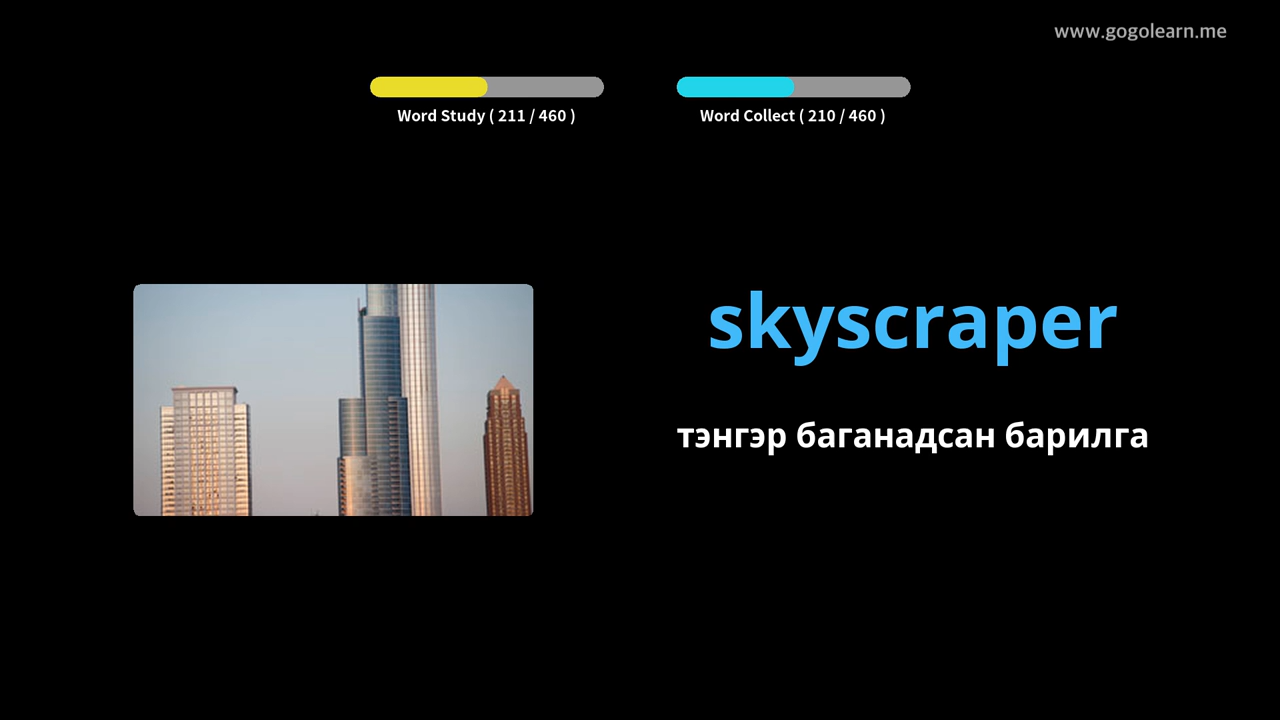 www.gogolearn.me
Word Study ( 211 / 460 )
Word Collect ( 210 / 460 )
skyscraper
тэнгэр баганадсан барилга